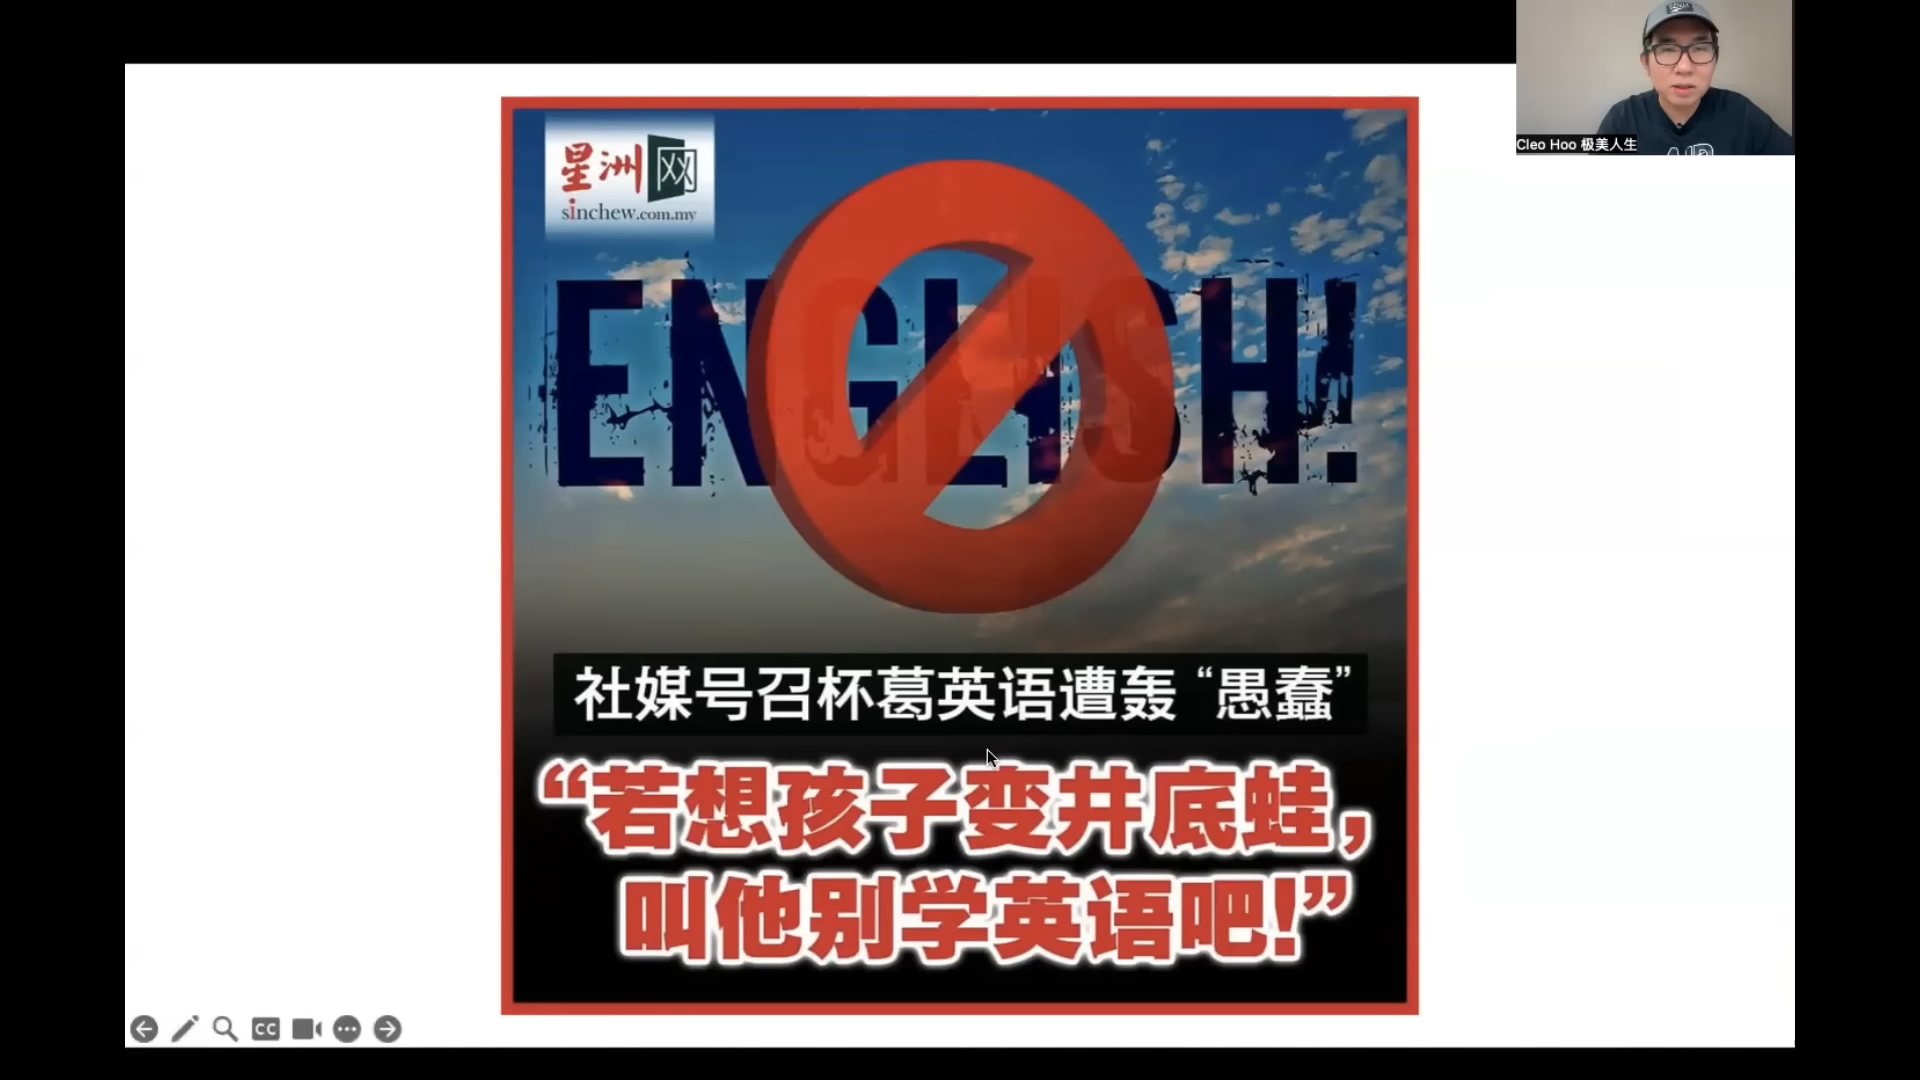 Cleo Hoo 极美人生
星洲网
sinchew.com.my
ENGLISH!
社媒号召杯葛英语遭轰“愚蠢”
“若想孩子变井底蛙，
叫他别学英语吧！”
CC